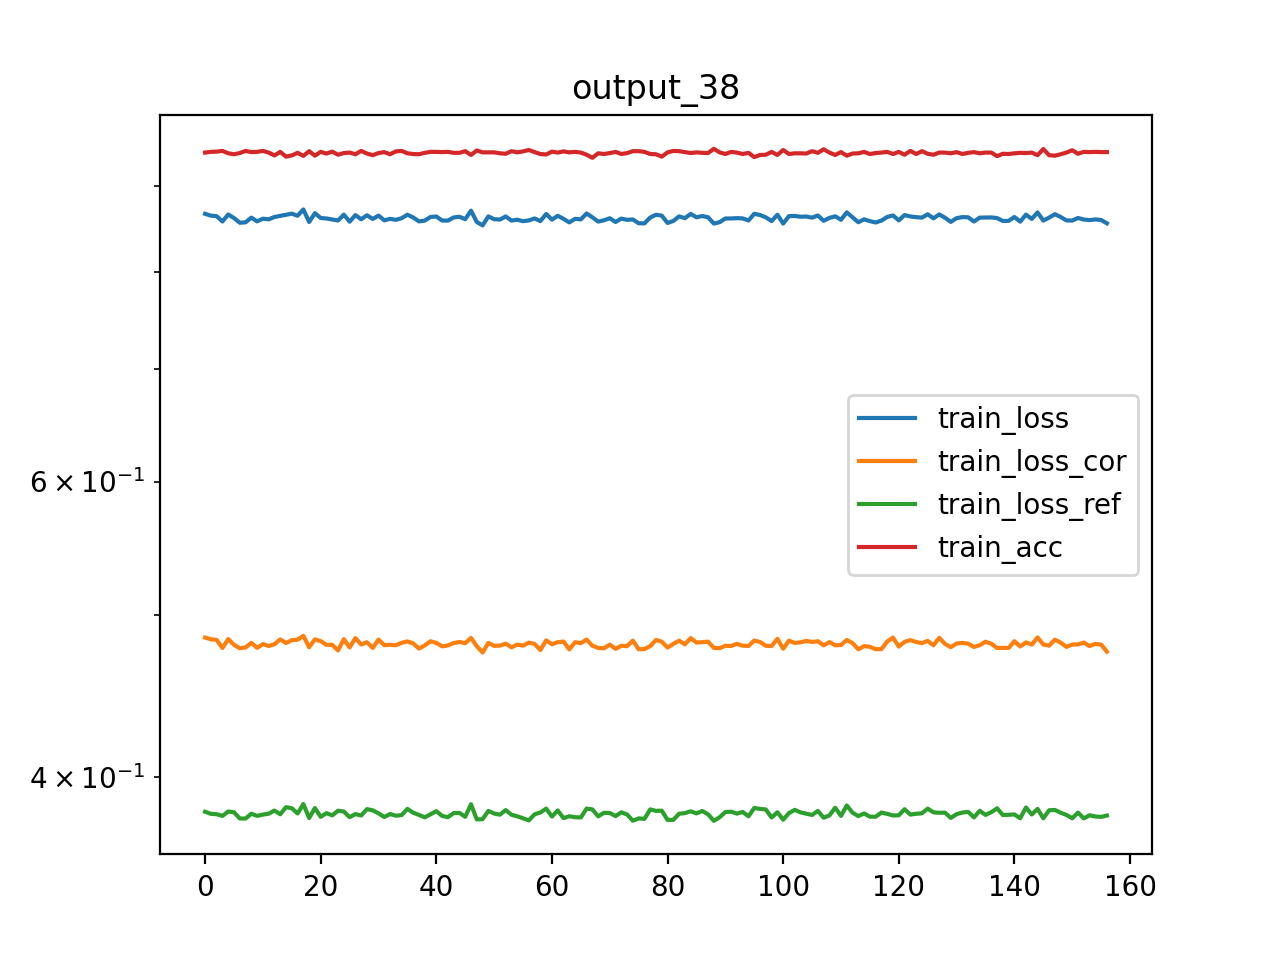 output_38
6 × 10⁻¹
4 × 10⁻¹
train_loss
train_loss_cor
train_loss_ref
train_acc
0 20 40 60 80 100 120 140 160